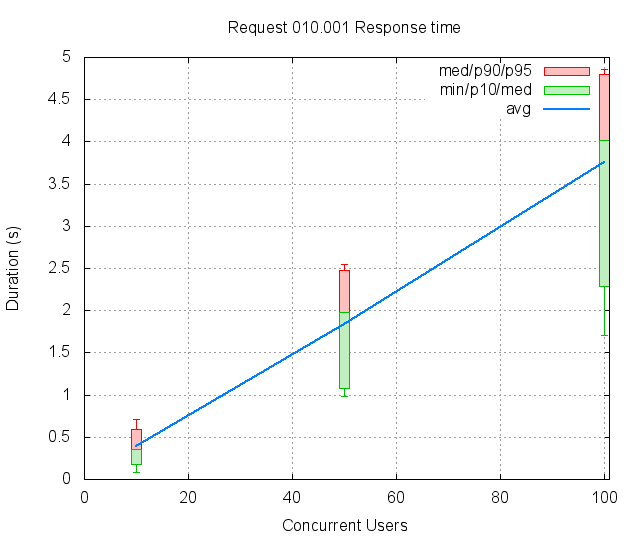 Request 010.001 Response time
5
4.5
4
3.5
3
2.5
2
1.5
1
0.5
0
Duration (s)
med/p90/p95
min/p10/med
avg
0 20 40 60 80 100
Concurrent Users